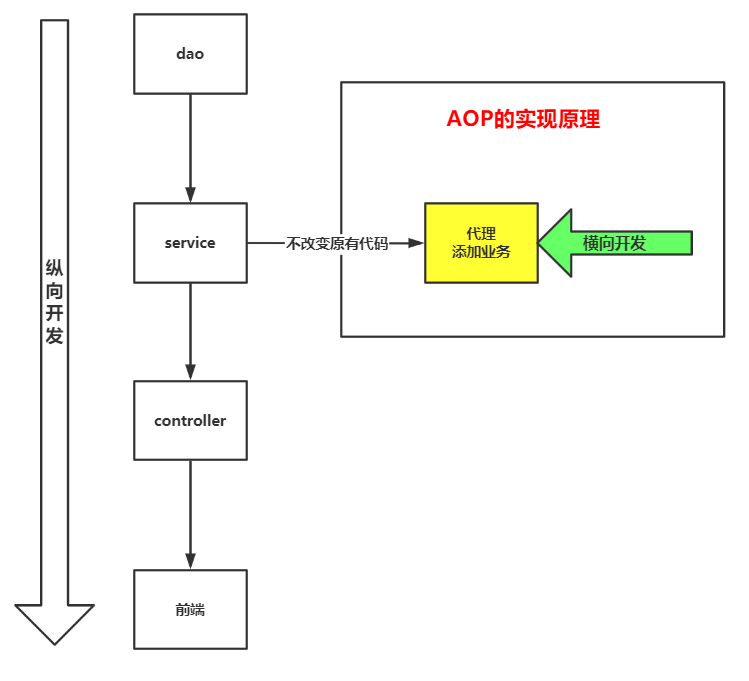 dao
AOP的实现原理
纵向开发
service
不改变原有代码
代理
添加业务
横向开发
controller
前端